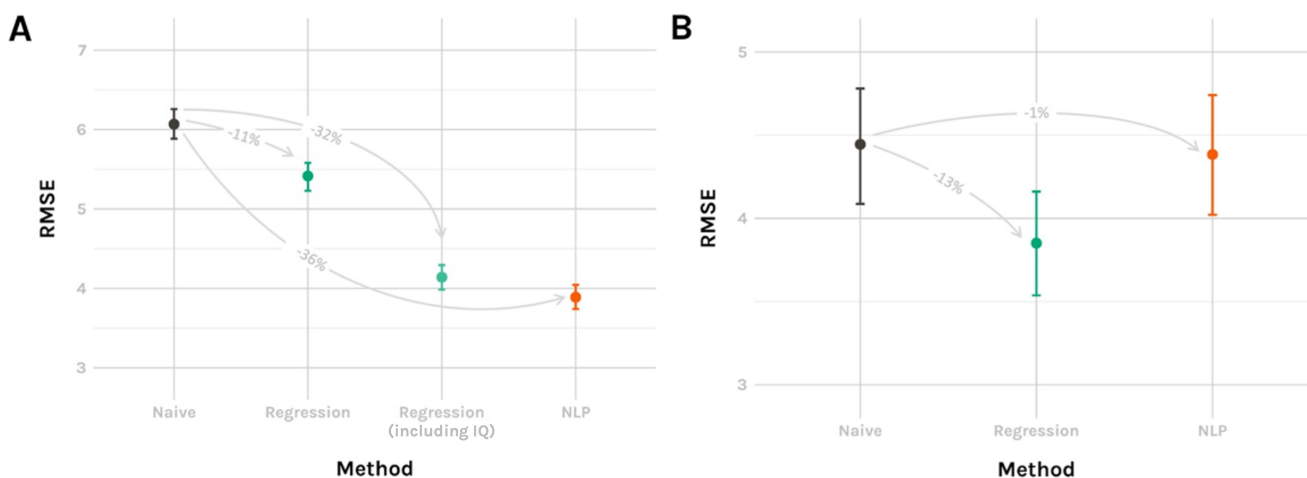 A
7
6
5
4
3
RMSE
-11%
-32%
-36%
Naive
Regression
Regression
(including IQ)
NLP
Method
B
5
4
3
RMSE
-1%
-13%
Naive
Regression
NLP
Method